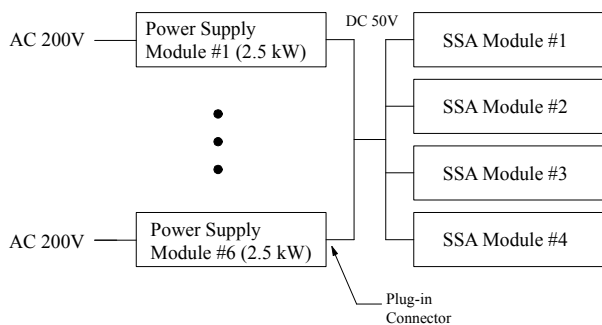 AC 200V
Power Supply
Module #1 (2.5 kW)
DC 50V
SSA Module #1
SSA Module #2
SSA Module #3
AC 200V
Power Supply
Module #6 (2.5 kW)
SSA Module #4
Plug-in
Connector